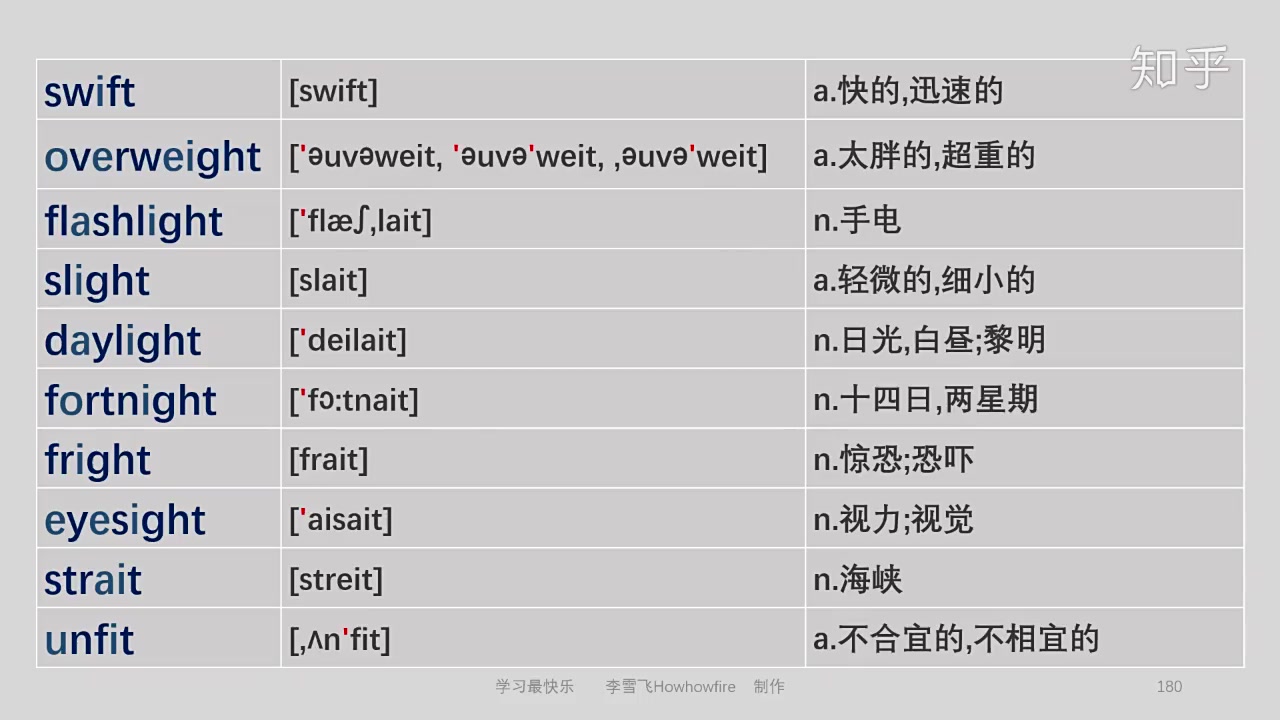 知乎
swift [swift] a.快的,迅速的
overweight ['əuvəweit, 'əuvə'weit, ,əuvə'weit] a.太胖的,超重的
flashlight ['flæʃ,lait] n.手电
slight [slait] a.轻微的,细小的
daylight ['deilait] n.日光,白昼;黎明
fortnight ['fɔ:tnait] n.十四日,两星期
fright [frait] n.惊恐;恐吓
eyesight ['aisait] n.视力;视觉
strait [streit] n.海峡
unfit [,ʌn'fit] a.不合宜的,不相宜的
学习最快乐 李雪飞Howhowfire 制作 180